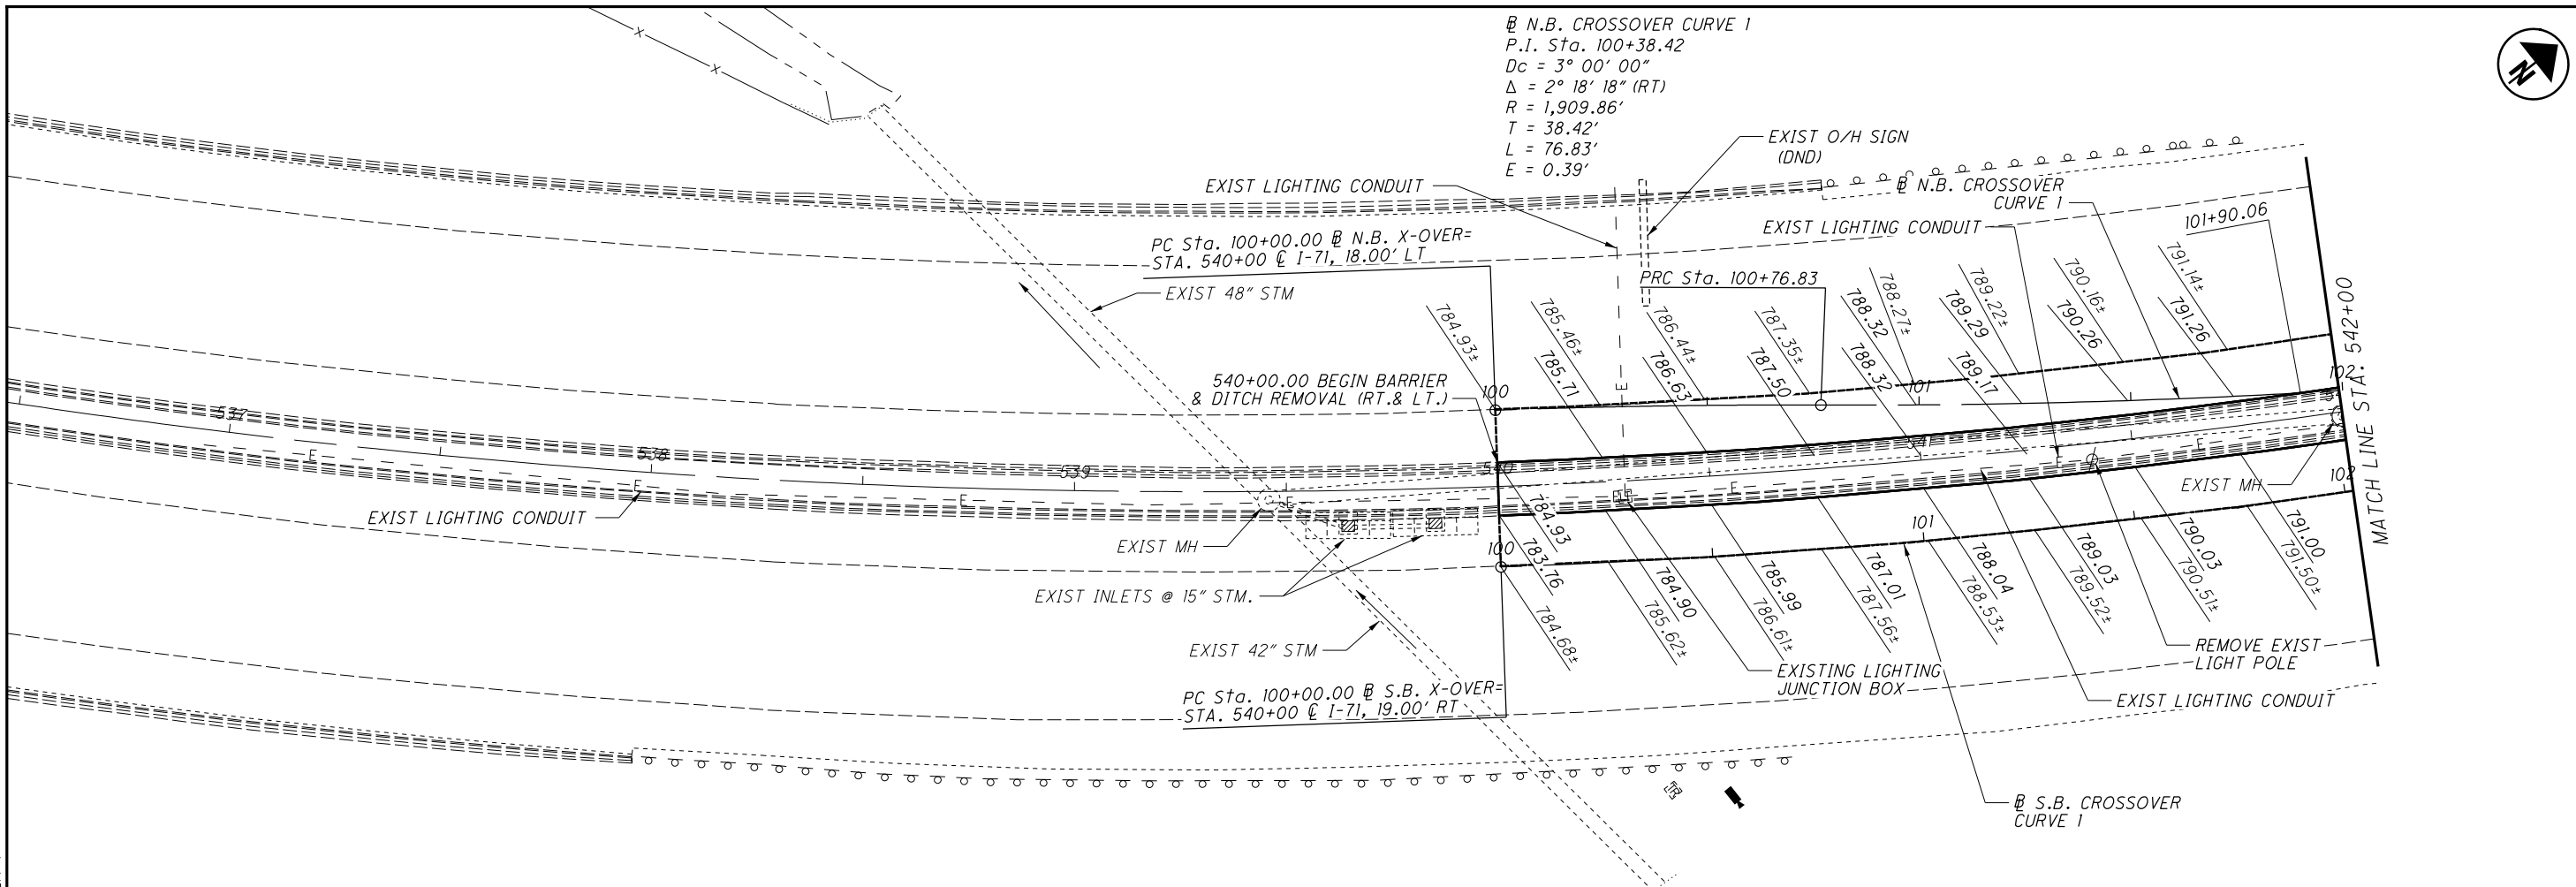 ℄ N.B. CROSSOVER CURVE 1
P.I. Sta. 100+38.42
Dc = 3° 00' 00"
Δ = 2° 18' 18" (RT)
R = 1,909.86'
T = 38.42'
L = 76.83'
E = 0.39'
N
EXIST O/H SIGN
(DND)
EXIST LIGHTING CONDUIT
℄ N.B. CROSSOVER
CURVE 1
EXIST LIGHTING CONDUIT
101+90.06
PC Sta. 100+00.00 ℄ N.B. X-OVER=
STA. 540+00 ℄ I-71, 18.00' LT
EXIST 48" STM
PRC Sta. 100+76.83
784.93±
785.46±
786.44±
787.35±
788.27±
789.22±
790.16±
791.14±
785.71
786.63
787.50
788.32
788.32
789.29
789.17
790.26
791.26
540+00.00 BEGIN BARRIER
& DITCH REMOVAL (RT.& LT.)
100
101
102
537
538
539
540
541
E
E
E
E
E
E
E
E
X
X
MATCH LINE STA. 542+00
EXIST LIGHTING CONDUIT
EXIST MH
EXIST INLETS @ 15" STM.
EXIST 42" STM
EXIST MH
102
100
101
784.93
783.76
784.90
785.99
787.01
788.04
789.03
790.03
791.00
784.68±
785.62±
786.61±
787.56±
788.53±
789.52±
790.51±
791.50±
PC Sta. 100+00.00 ℄ S.B. X-OVER=
STA. 540+00 ℄ I-71, 19.00' RT
EXISTING LIGHTING
JUNCTION BOX
REMOVE EXIST
LIGHT POLE
EXIST LIGHTING CONDUIT
℄ S.B. CROSSOVER
CURVE 1